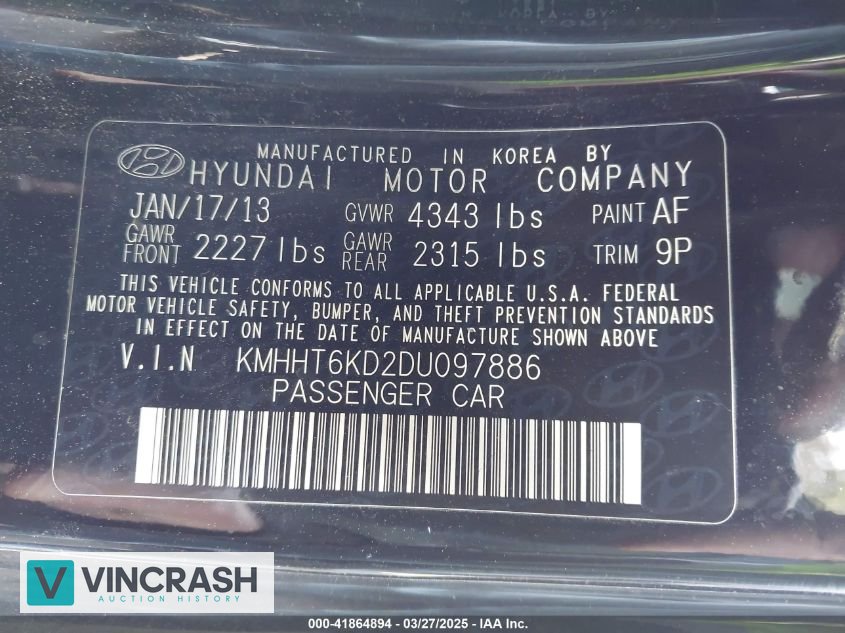 MANUFACTURED IN KOREA BY
HYUNDAI MOTOR COMPANY
JAN/17/13 GVWR 4343 lbs PAINT AF
GAWR FRONT 2227 lbs GAWR REAR 2315 lbs TRIM 9P
THIS VEHICLE CONFORMS TO ALL APPLICABLE U.S.A. FEDERAL
MOTOR VEHICLE SAFETY, BUMPER, AND THEFT PREVENTION STANDARDS
IN EFFECT ON THE DATE OF MANUFACTURE SHOWN ABOVE
V.I.N KMHHT6KD2DU097886
PASSENGER CAR
VINCRASH
AUCTION HISTORY
000-41864894 - 03/27/2025 - IAA Inc.